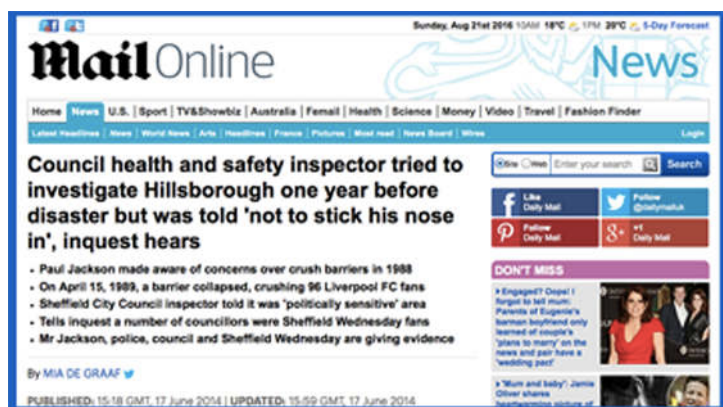 Sunday, Aug 21st 2016 10AM 18°C 1PM 20°C 5-Day Forecast
Mail Online
News
Home News U.S. Sport TV&Showbiz Australia Femail Health Science Money Video Travel Fashion Finder
Latest Headlines News World News Arts Headlines France Pictures Most read News Board Wires Login
Council health and safety inspector tried to
investigate Hillsborough one year before
disaster but was told 'not to stick his nose
in', inquest hears
Paul Jackson made aware of concerns over crush barriers in 1988
On April 15, 1989, a barrier collapsed, crushing 96 Liverpool FC fans
Sheffield City Council inspector told it was 'politically sensitive' area
Tells inquest a number of councillors were Sheffield Wednesday fans
Mr Jackson, police, council and Sheffield Wednesday are giving evidence
By MIA DE GRAAF
PUBLISHED: 15:18 GMT, 17 June 2014 | UPDATED: 15:59 GMT, 17 June 2014
Site Web Enter your search Search
Like
Daily Mail
Follow
@dailymailuk
Follow
Daily Mail
+1
Daily Mail
DON'T MISS
Engaged? Oops! I
forgot to tell mum:
Parents of Eugenie's
barman boyfriend only
learned of couple's
'plans to marry' on the
news and pair have a
'wedding pact'
'Mum and baby': Jamie
Oliver shares
heartwarming picture of